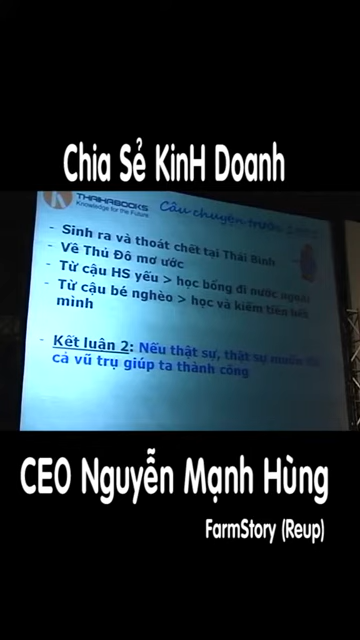 Chia Sẻ KinH Doanh
THAIHABOOKS
Knowledge for the Future
Câu chuyện trước
- Sinh ra và thoát chết tại Thái Bình
- Về Thủ Đô mơ ước
- Từ cậu HS yếu > học bổng đi nước ngoài
- Từ cậu bé nghèo > học và kiếm tiền
mình
- Kết luận 2: Nếu thật sự, thật sự muốn
cả vũ trụ giúp ta thành công
CEO Nguyễn Mạnh Hùng
FarmStory (Reup)